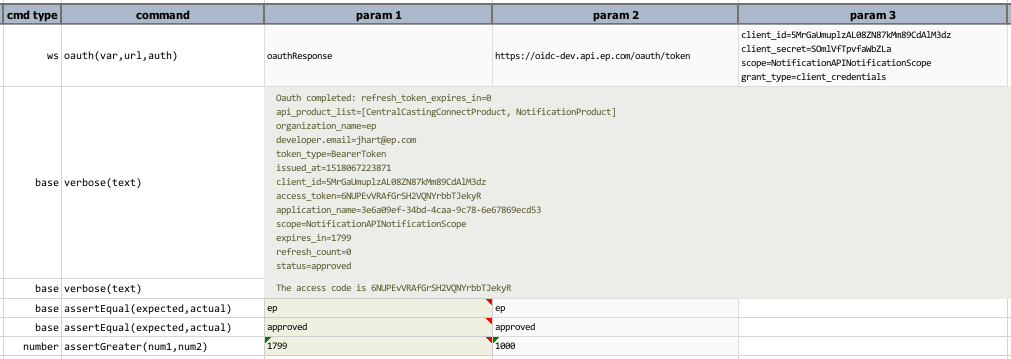 cmd type command param 1 param 2 param 3
ws oauth(var,url,auth) oauthResponse https://oidc-dev.api.ep.com/oauth/token
client_id=5MrGaUmuplzAL08ZN87kMm89CdAlM3dz
client_secret=SOmlVfTpvfaWbZLa
scope=NotificationAPINotificationScope
grant_type=client_credentials
base verbose(text)
Oauth completed: refresh_token_expires_in=0
api_product_list=[CentralCastingConnectProduct, NotificationProduct]
organization_name=ep
developer.email=jhart@ep.com
token_type=BearerToken
issued_at=1518067223871
client_id=5MrGaUmuplzAL08ZN87kMm89CdAlM3dz
access_token=6NUPEvVRAfGrSH2VQNYrbbTJekyR
application_name=3e6a09ef-34bd-4caa-9c78-6e67869ecd53
scope=NotificationAPINotificationScope
expires_in=1799
refresh_count=0
status=approved
base verbose(text) The access code is 6NUPEvVRAfGrSH2VQNYrbbTJekyR
base assertEqual(expected,actual) ep ep
base assertEqual(expected,actual) approved approved
number assertGreater(num1,num2) 1799 1000